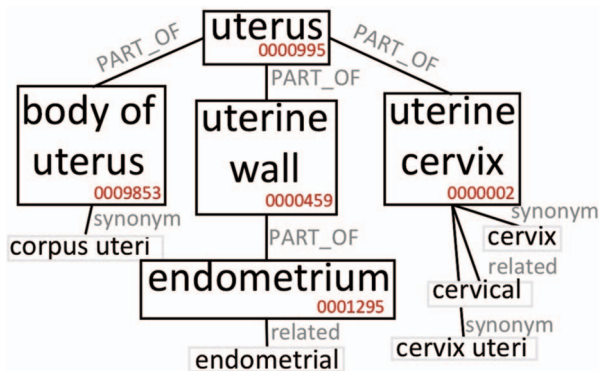 uterus
0000995
PART_OF
PART_OF
PART_OF
body of
uterus
0009853
uterine
wall
0000459
uterine
cervix
0000002
synonym
corpus uteri
PART_OF
synonym
cervix
related
cervical
synonym
cervix uteri
endometrium
0001295
related
endometrial